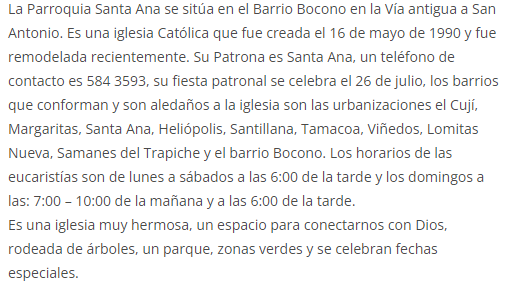 La Parroquia Santa Ana se sitúa en el Barrio Bocono en la Vía antigua a San
Antonio. Es una iglesia Católica que fue creada el 16 de mayo de 1990 y fue
remodelada recientemente. Su Patrona es Santa Ana, un teléfono de
contacto es 584 3593, su fiesta patronal se celebra el 26 de julio, los barrios
que conforman y son aledaños a la iglesia son las urbanizaciones el Cují,
Margaritas, Santa Ana, Heliópolis, Santillana, Tamacoa, Viñedos, Lomitas
Nueva, Samanes del Trapiche y el barrio Bocono. Los horarios de las
eucaristías son de lunes a sábados a las 6:00 de la tarde y los domingos a
las: 7:00 – 10:00 de la mañana y a las 6:00 de la tarde.
Es una iglesia muy hermosa, un espacio para conectarnos con Dios,
rodeada de árboles, un parque, zonas verdes y se celebran fechas
especiales.